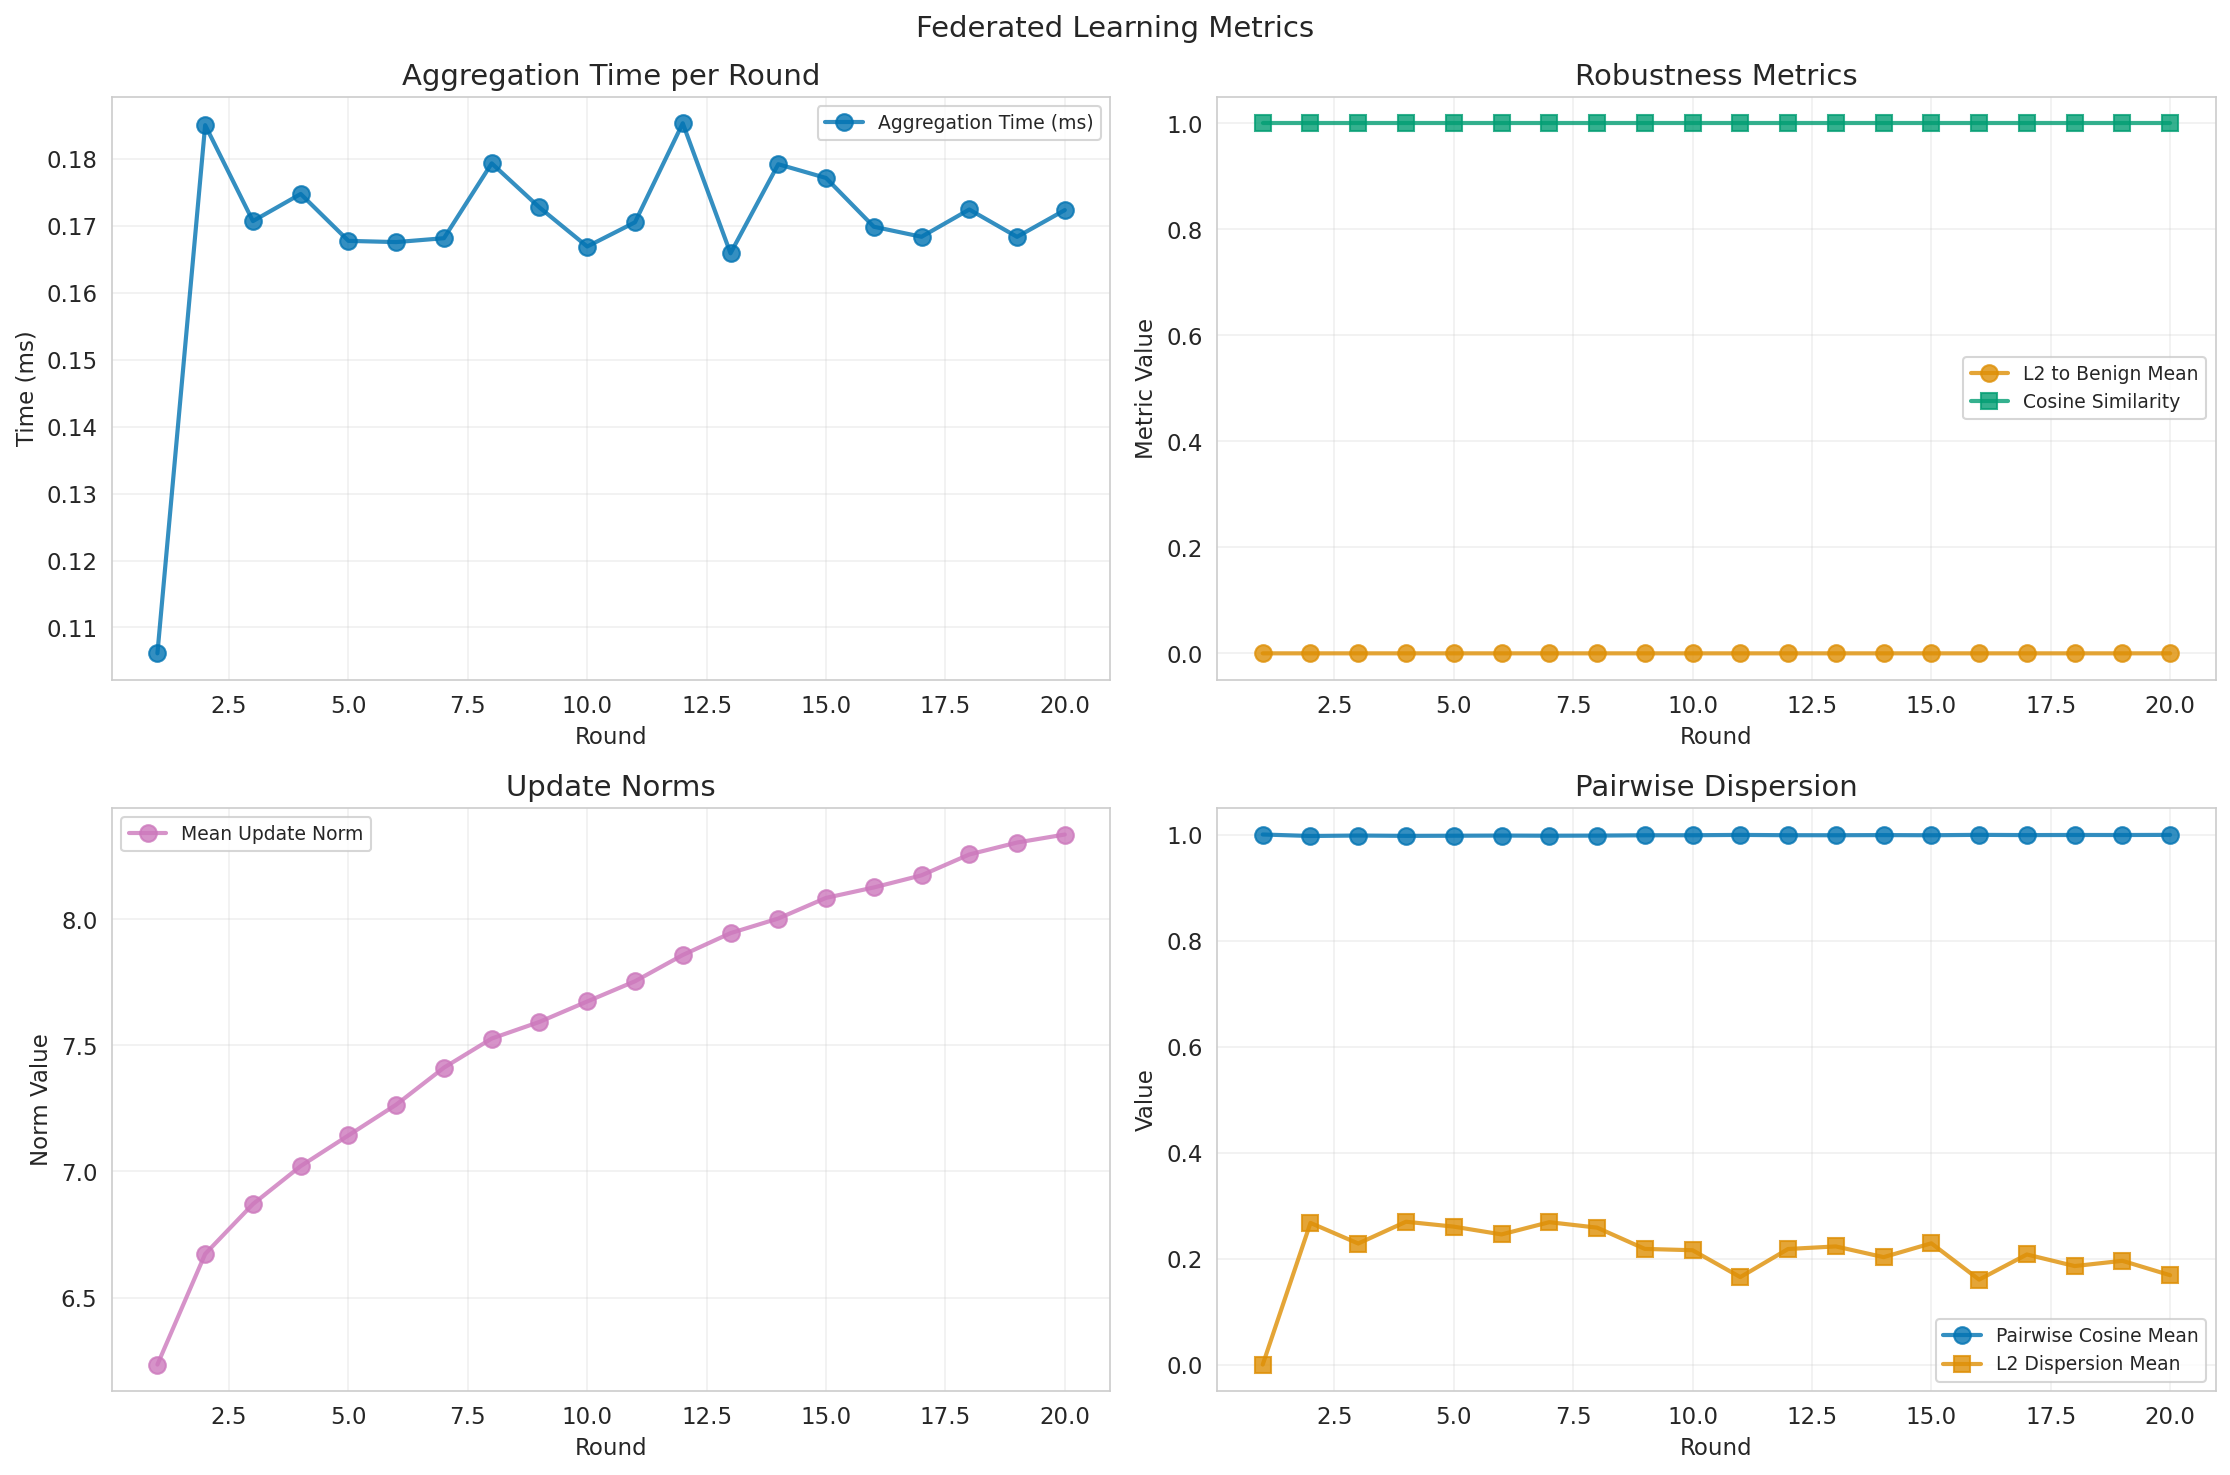 Federated Learning Metrics
Aggregation Time per Round
Aggregation Time (ms)
Time (ms)
0.18
0.17
0.16
0.15
0.14
0.13
0.12
0.11
2.5 5.0 7.5 10.0 12.5 15.0 17.5 20.0
Round
Robustness Metrics
Metric Value
1.0
0.8
0.6
0.4
0.2
0.0
L2 to Benign Mean
Cosine Similarity
2.5 5.0 7.5 10.0 12.5 15.0 17.5 20.0
Round
Update Norms
Mean Update Norm
Norm Value
8.0
7.5
7.0
6.5
2.5 5.0 7.5 10.0 12.5 15.0 17.5 20.0
Round
Pairwise Dispersion
Value
1.0
0.8
0.6
0.4
0.2
0.0
Pairwise Cosine Mean
L2 Dispersion Mean
2.5 5.0 7.5 10.0 12.5 15.0 17.5 20.0
Round